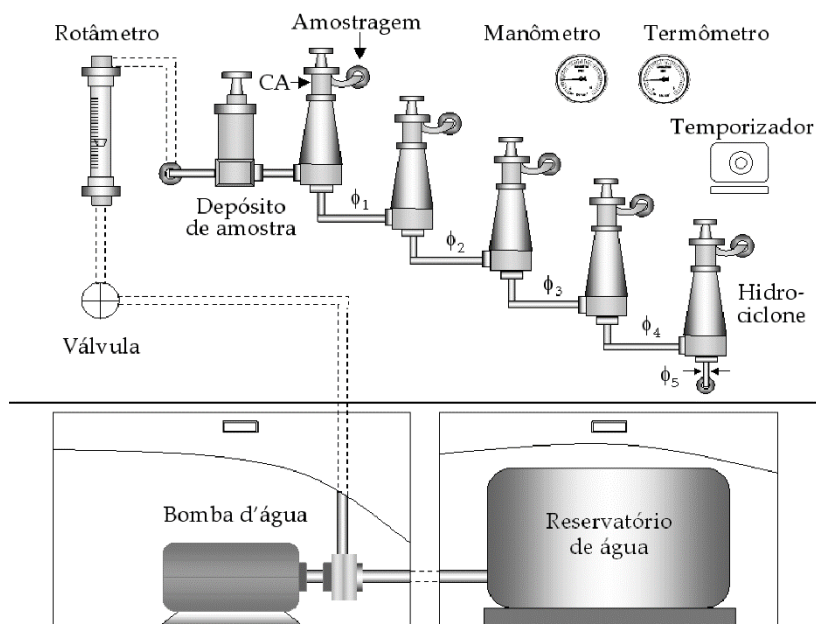 Rotâmetro
Amostragem
CA
Manômetro
Termômetro
Temporizador
Depósito
de amostra
ϕ1
ϕ2
ϕ3
ϕ4
ϕ5
Hidro-
ciclone
Válvula
Bomba d'água
Reservatório
de água